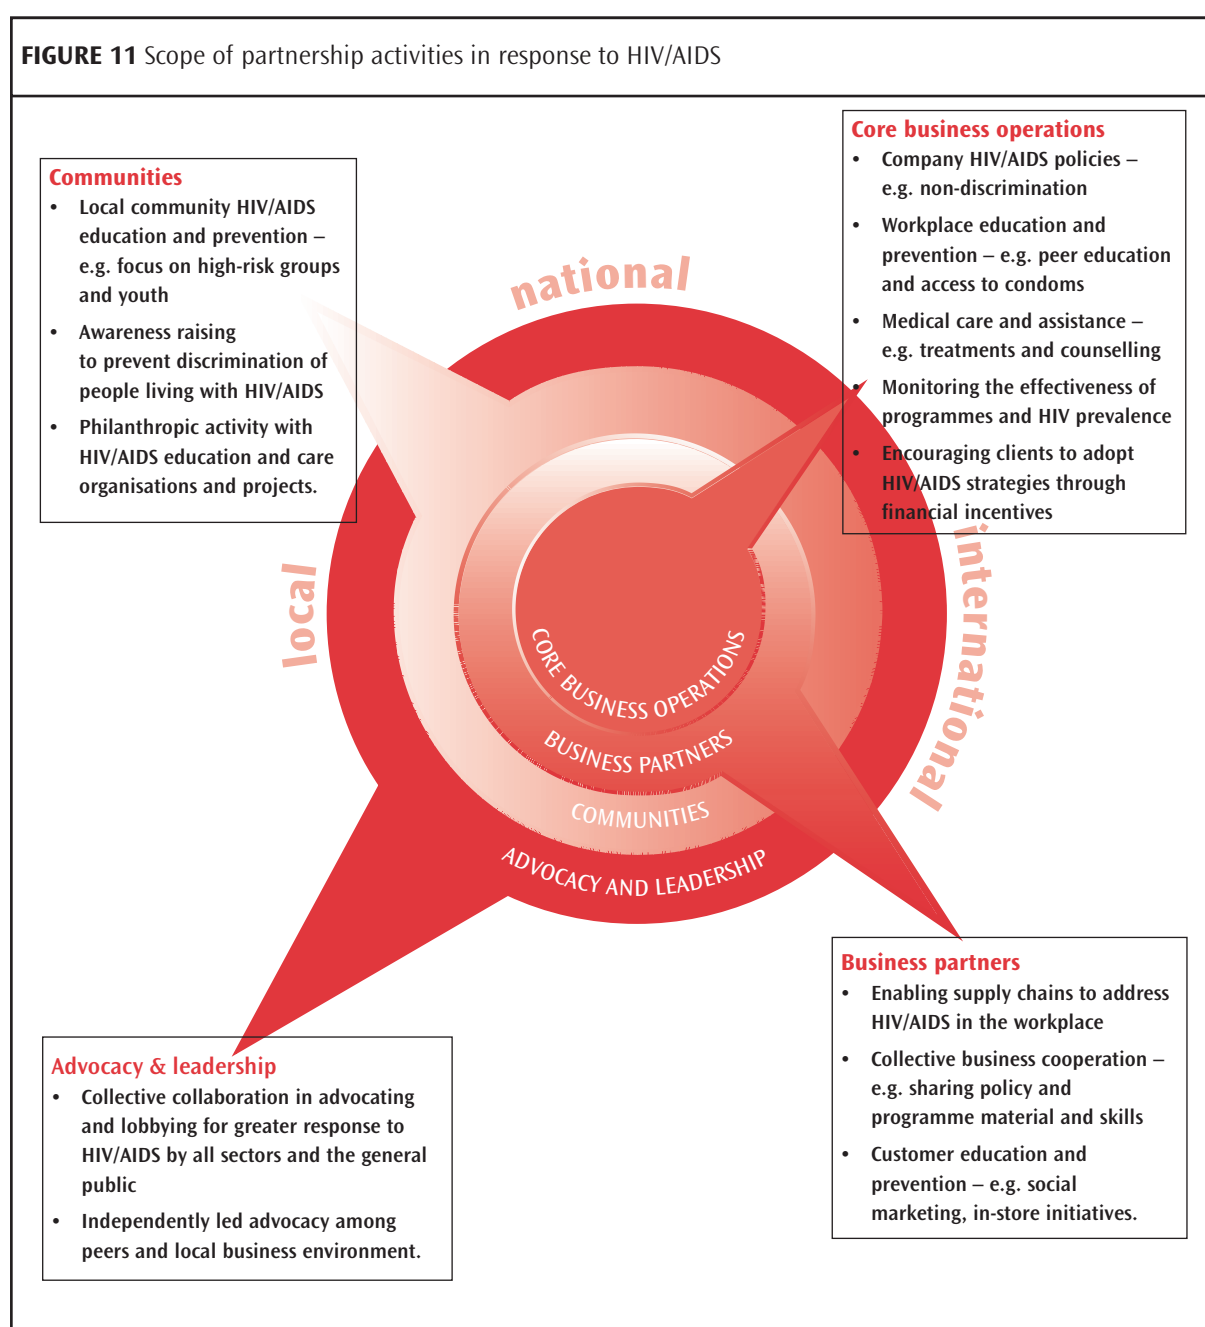 FIGURE 11 Scope of partnership activities in response to HIV/AIDS
Communities
• Local community HIV/AIDS
education and prevention –
e.g. focus on high-risk groups
and youth
• Awareness raising
to prevent discrimination of
people living with HIV/AIDS
• Philanthropic activity with
HIV/AIDS education and care
organisations and projects.
Core business operations
• Company HIV/AIDS policies –
e.g. non-discrimination
• Workplace education and
prevention – e.g. peer education
and access to condoms
• Medical care and assistance –
e.g. treatments and counselling
• Monitoring the effectiveness of
programmes and HIV prevalence
• Encouraging clients to adopt
HIV/AIDS strategies through
financial incentives
national
local
international
CORE BUSINESS OPERATIONS
BUSINESS PARTNERS
COMMUNITIES
ADVOCACY AND LEADERSHIP
Advocacy & leadership
• Collective collaboration in advocating
and lobbying for greater response to
HIV/AIDS by all sectors and the general
public
• Independently led advocacy among
peers and local business environment.
Business partners
• Enabling supply chains to address
HIV/AIDS in the workplace
• Collective business cooperation –
e.g. sharing policy and
programme material and skills
• Customer education and
prevention – e.g. social
marketing, in-store initiatives.